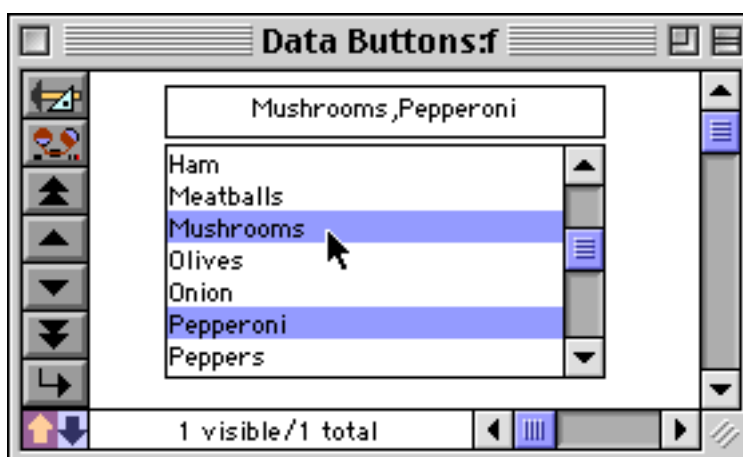 Data Buttons:f
Mushrooms,Pepperoni
Ham
Meatballs
Mushrooms
Olives
Onion
Pepperoni
Peppers
1 visible/1 total